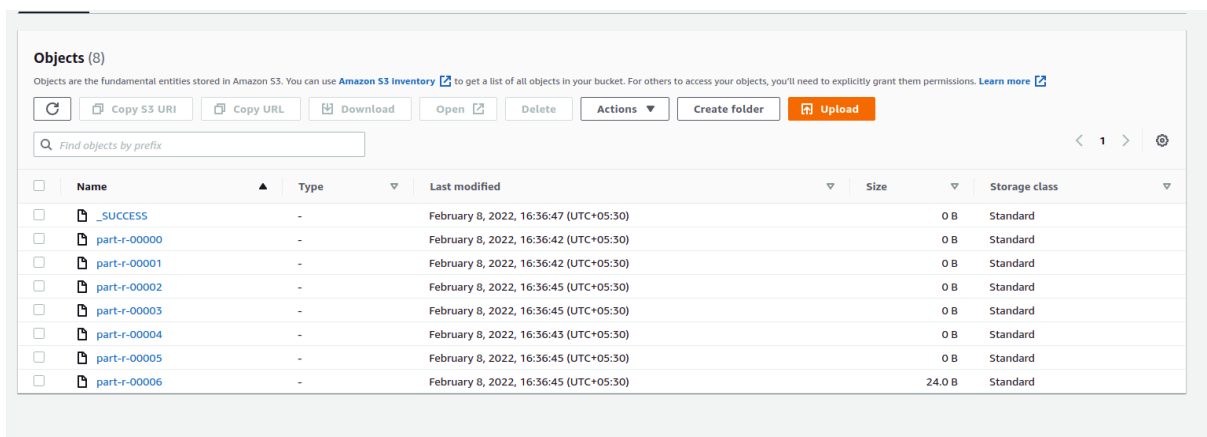 Objects (8)
Objects are the fundamental entities stored in Amazon S3. You can use Amazon S3 Inventory to get a list of all objects in your bucket. For others to access your objects, you'll need to explicitly grant them permissions. Learn more
Copy S3 URI Copy URL Download Open Delete Actions Create folder Upload
Find objects by prefix 1
Name Type Last modified Size Storage class
_SUCCESS - February 8, 2022, 16:36:47 (UTC+05:30) 0 B Standard
part-r-00000 - February 8, 2022, 16:36:42 (UTC+05:30) 0 B Standard
part-r-00001 - February 8, 2022, 16:36:42 (UTC+05:30) 0 B Standard
part-r-00002 - February 8, 2022, 16:36:45 (UTC+05:30) 0 B Standard
part-r-00003 - February 8, 2022, 16:36:45 (UTC+05:30) 0 B Standard
part-r-00004 - February 8, 2022, 16:36:43 (UTC+05:30) 0 B Standard
part-r-00005 - February 8, 2022, 16:36:45 (UTC+05:30) 0 B Standard
part-r-00006 - February 8, 2022, 16:36:45 (UTC+05:30) 24.0 B Standard